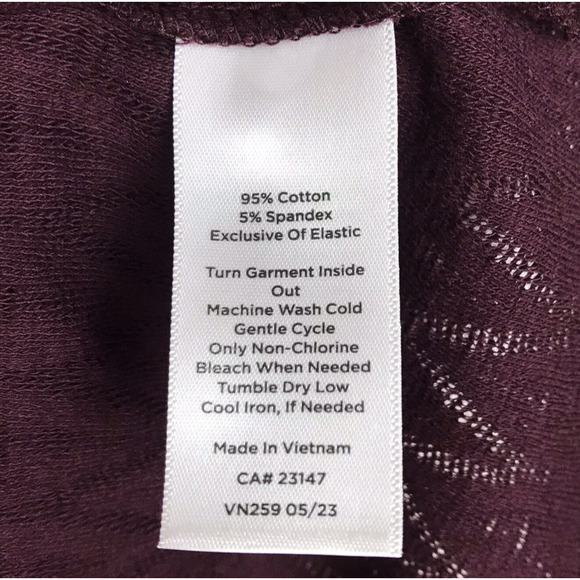 95% Cotton
5% Spandex
Exclusive Of Elastic
Turn Garment Inside
Out
Machine Wash Cold
Gentle Cycle
Only Non-Chlorine
Bleach When Needed
Tumble Dry Low
Cool Iron, If Needed
Made In Vietnam
CA# 23147
VN259 05/23